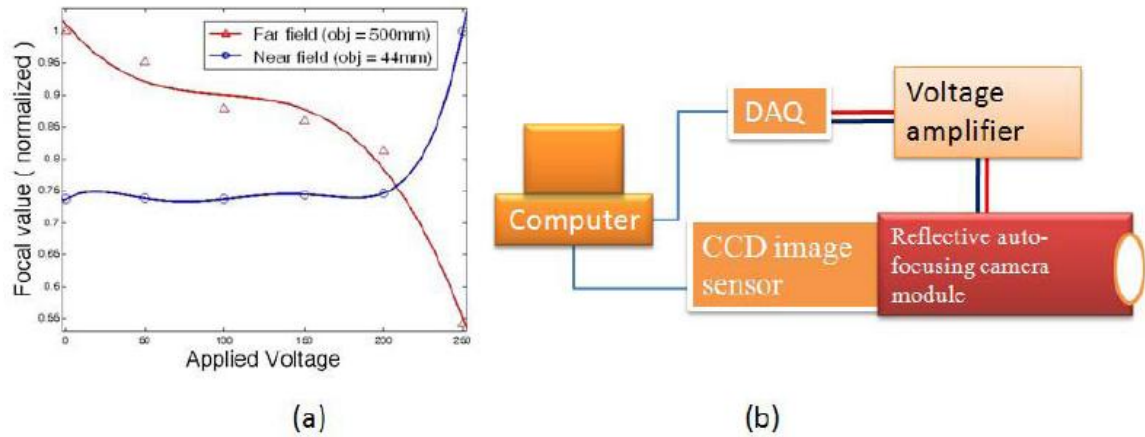 1
0.95
0.9
0.85
0.8
0.75
0.7
0.65
0.6
0.55
Focal value ( normalized )
Far field (obj = 500mm)
Near field (obj = 44mm)
0 50 100 150 200 250
Applied Voltage
(a)
DAQ
Voltage
amplifier
Computer
CCD image
sensor
Reflective auto-
focusing camera
module
(b)